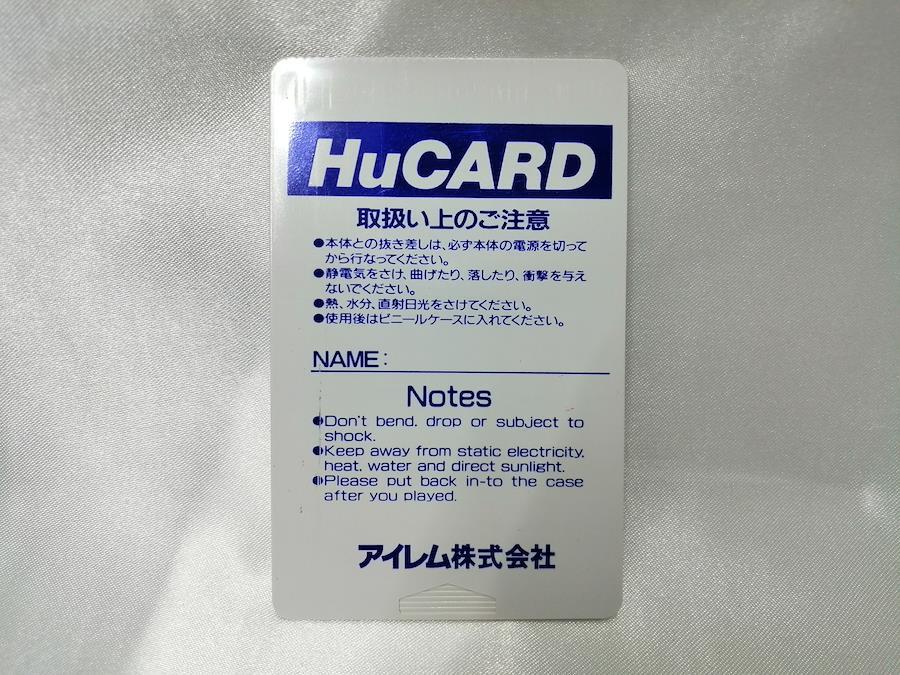 HuCARD
取扱い上のご注意
●本体との抜き差しは、必ず本体の電源を切って
から行なってください。
●静電気をさけ、曲げたり、落したり、衝撃を与え
ないでください。
●熱、水分、直射日光をさけてください。
●使用後はビニールケースに入れてください。
NAME:
Notes
●Don't bend. drop or subject to
shock.
●Keep away from static electricity.
heat. water and direct sunlight.
●Please put back in-to the case
after you played.
アイレム株式会社